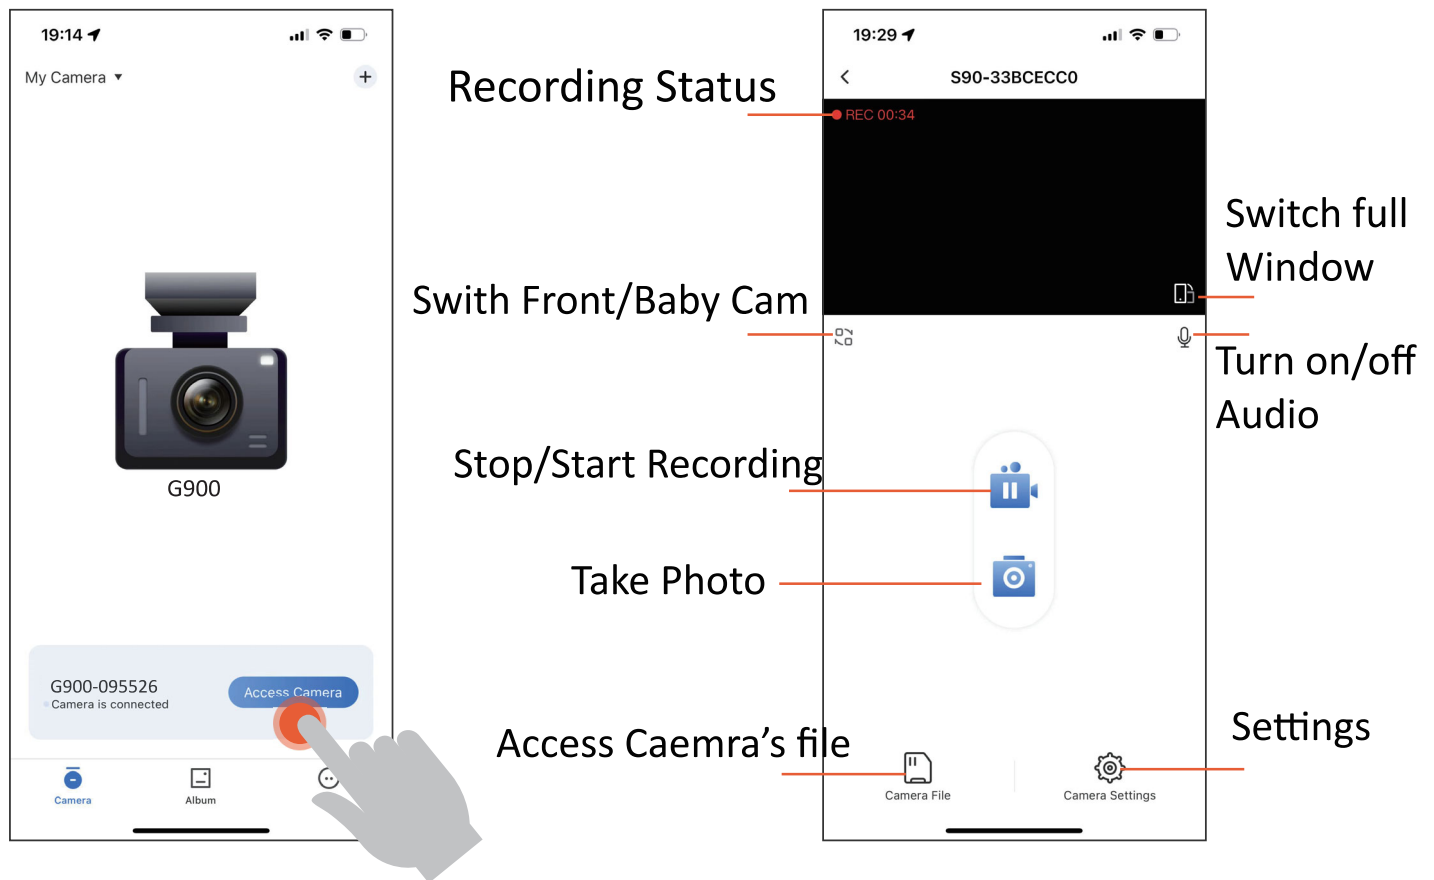 19:14
My Camera
G900
G900-095526
Camera is connected
Access Camera
Camera
Album
Recording Status
Swith Front/Baby Cam
Stop/Start Recording
Take Photo
Access Caemra's file
19:29
S90-33BCECC0
REC 00:34
Camera File
Camera Settings
Switch full
Window
Turn on/off
Audio
Settings